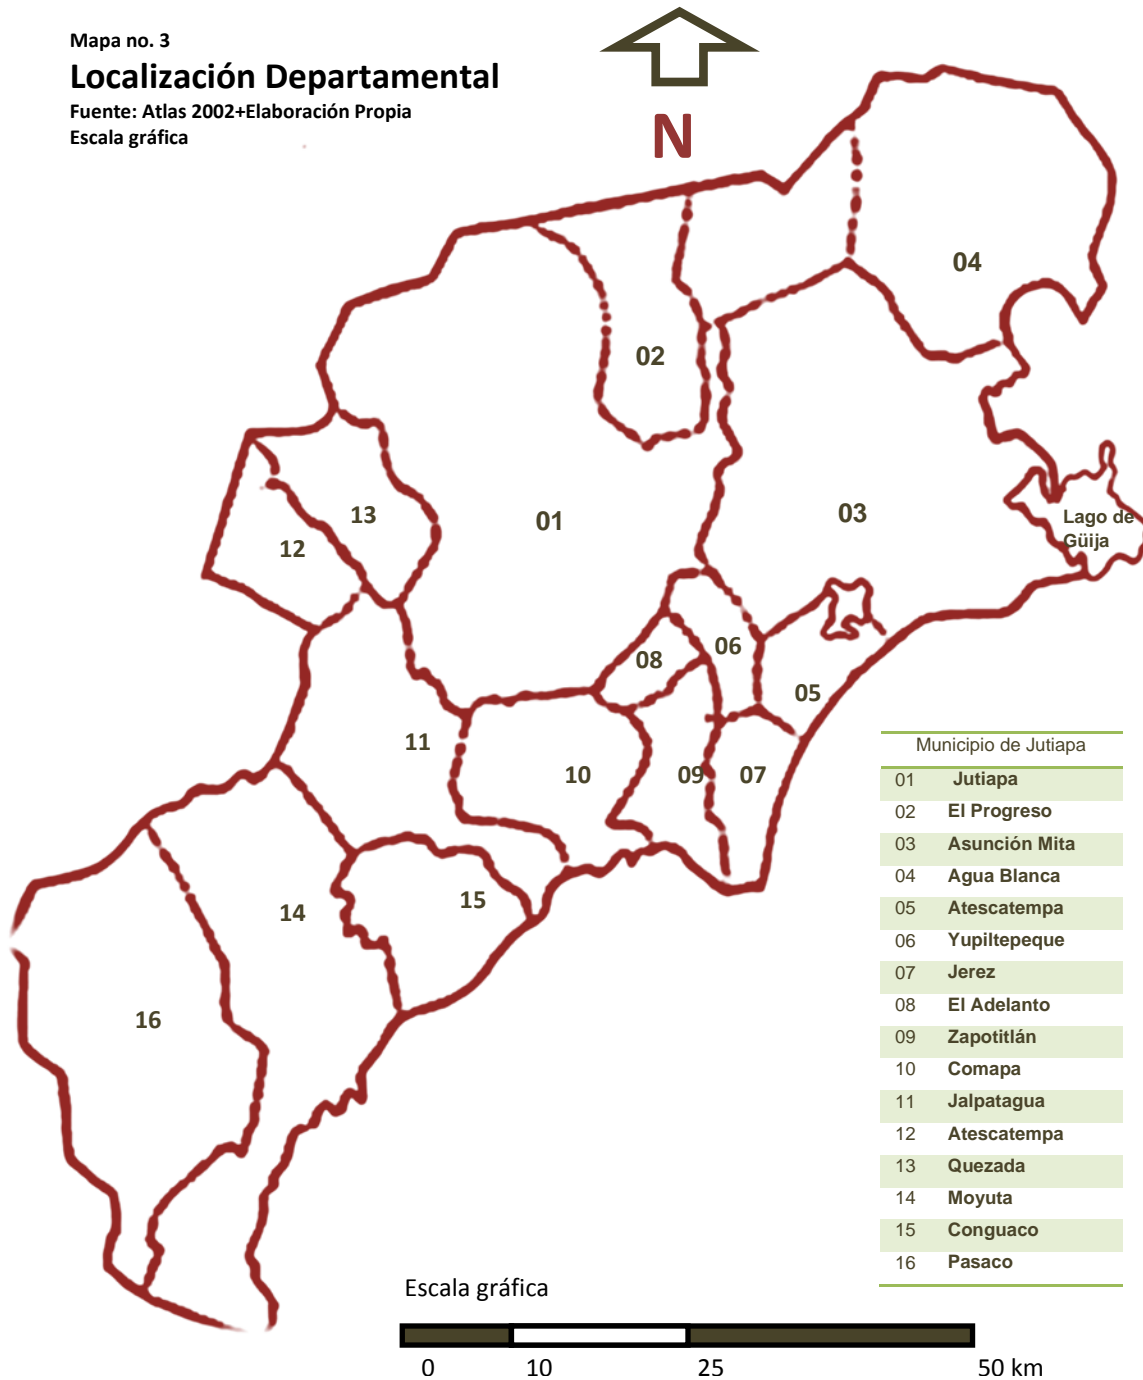 Mapa no. 3
Localización Departamental
Fuente: Atlas 2002+Elaboración Propia
Escala gráfica
N
04
02
13
01
03
Lago de
Güija
12
06
08
05
11
10
09
07
15
14
16
Municipio de Jutiapa
01 Jutiapa
02 El Progreso
03 Asunción Mita
04 Agua Blanca
05 Atescatempa
06 Yupiltepeque
07 Jerez
08 El Adelanto
09 Zapotitlán
10 Comapa
11 Jalpatagua
12 Atescatempa
13 Quezada
14 Moyuta
15 Conguaco
16 Pasaco
Escala gráfica
0 10 25 50 km